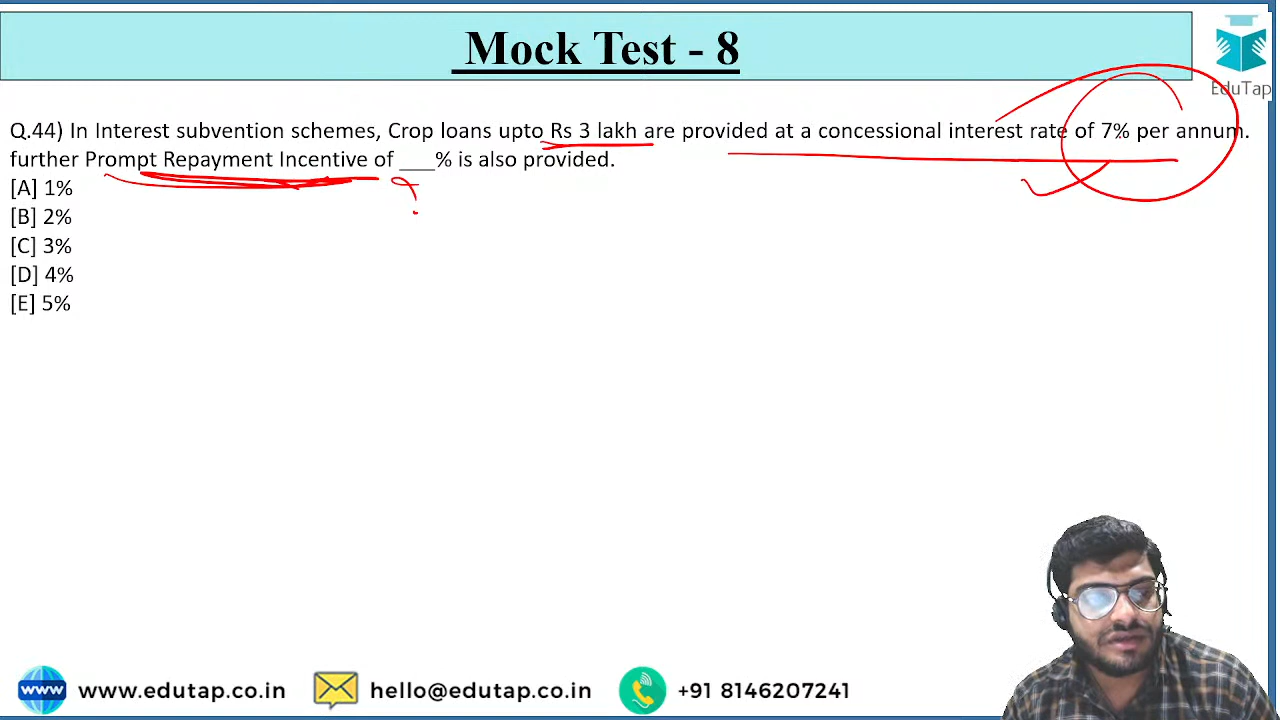 Mock Test - 8
EduTap
Q.44) In Interest subvention schemes, Crop loans upto Rs 3 lakh are provided at a concessional interest rate of 7% per annum.
further Prompt Repayment Incentive of ___% is also provided.
[A] 1%
[B] 2%
[C] 3%
[D] 4%
[E] 5%
?
www www.edutap.co.in hello@edutap.co.in +91 8146207241